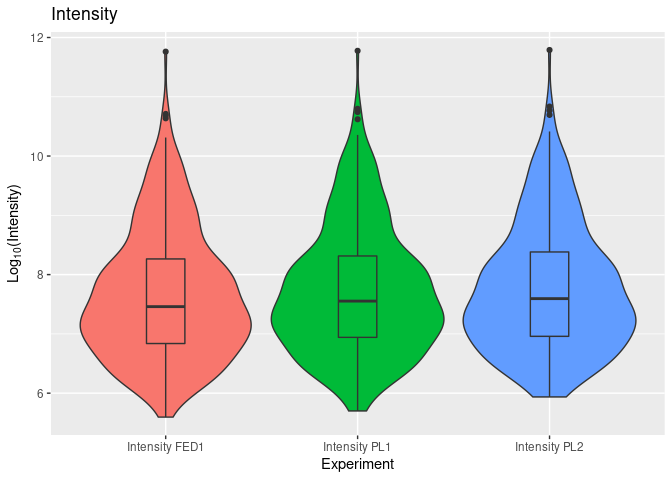 Intensity
12
10
8
6
Log₁₀(Intensity)
Intensity FED1
Intensity PL1
Intensity PL2
Experiment